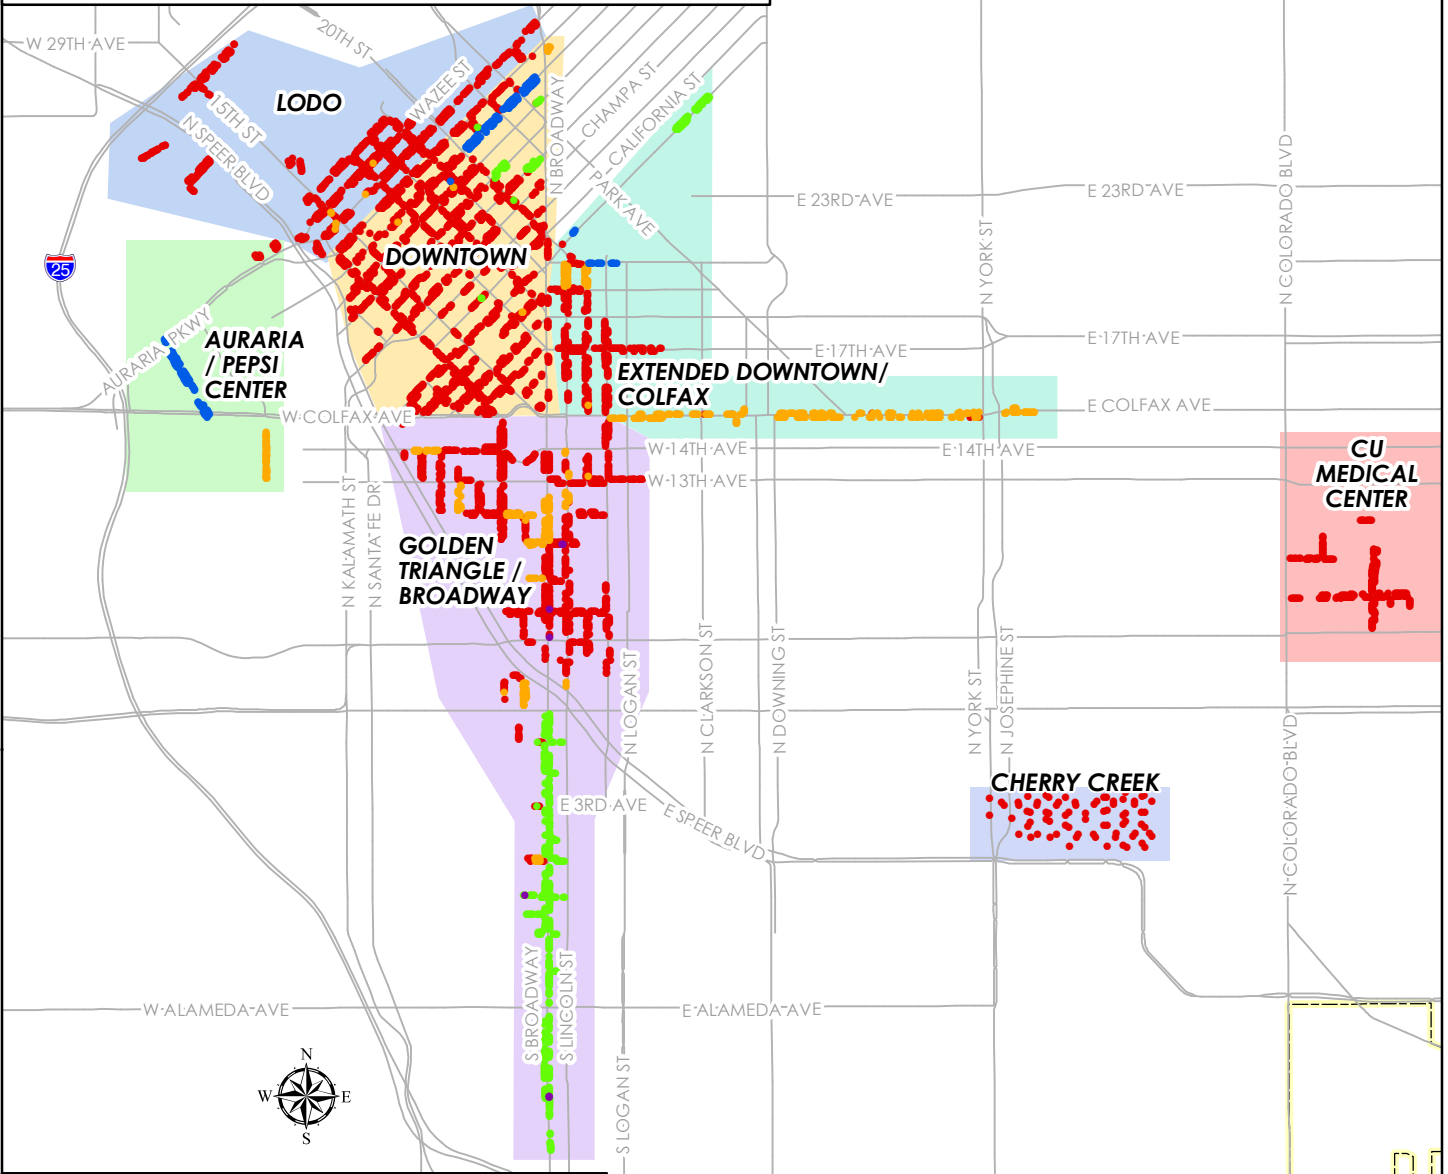 W 29TH AVE
20TH ST
WAZEE ST
LODO
15TH ST
N SPEER BLVD
N BROADWAY
CHAMPA ST
CALIFORNIA ST
PARK AVE
E 23RD AVE
E 23RD AVE
N COLORADO BLVD
N YORK ST
DOWNTOWN
25
AURARIA PKWY
AURARIA
/ PEPSI
CENTER
E 17TH AVE
E 17TH AVE
EXTENDED DOWNTOWN/
COLFAX
W COLFAX AVE
E COLFAX AVE
W 14TH AVE
E 14TH AVE
W 13TH AVE
CU
MEDICAL
CENTER
N KALAMATH ST
N SANTA FE DR
GOLDEN
TRIANGLE /
BROADWAY
N LOGAN ST
N CLARKSON ST
N DOWNING ST
N YORK ST
N JOSEPHINE ST
N COLORADO BLVD
CHERRY CREEK
E 3RD AVE
E SPEER BLVD
S BROADWAY
S LINCOLN ST
W ALAMEDA AVE
E ALAMEDA AVE
S LOGAN ST
N
W E
S